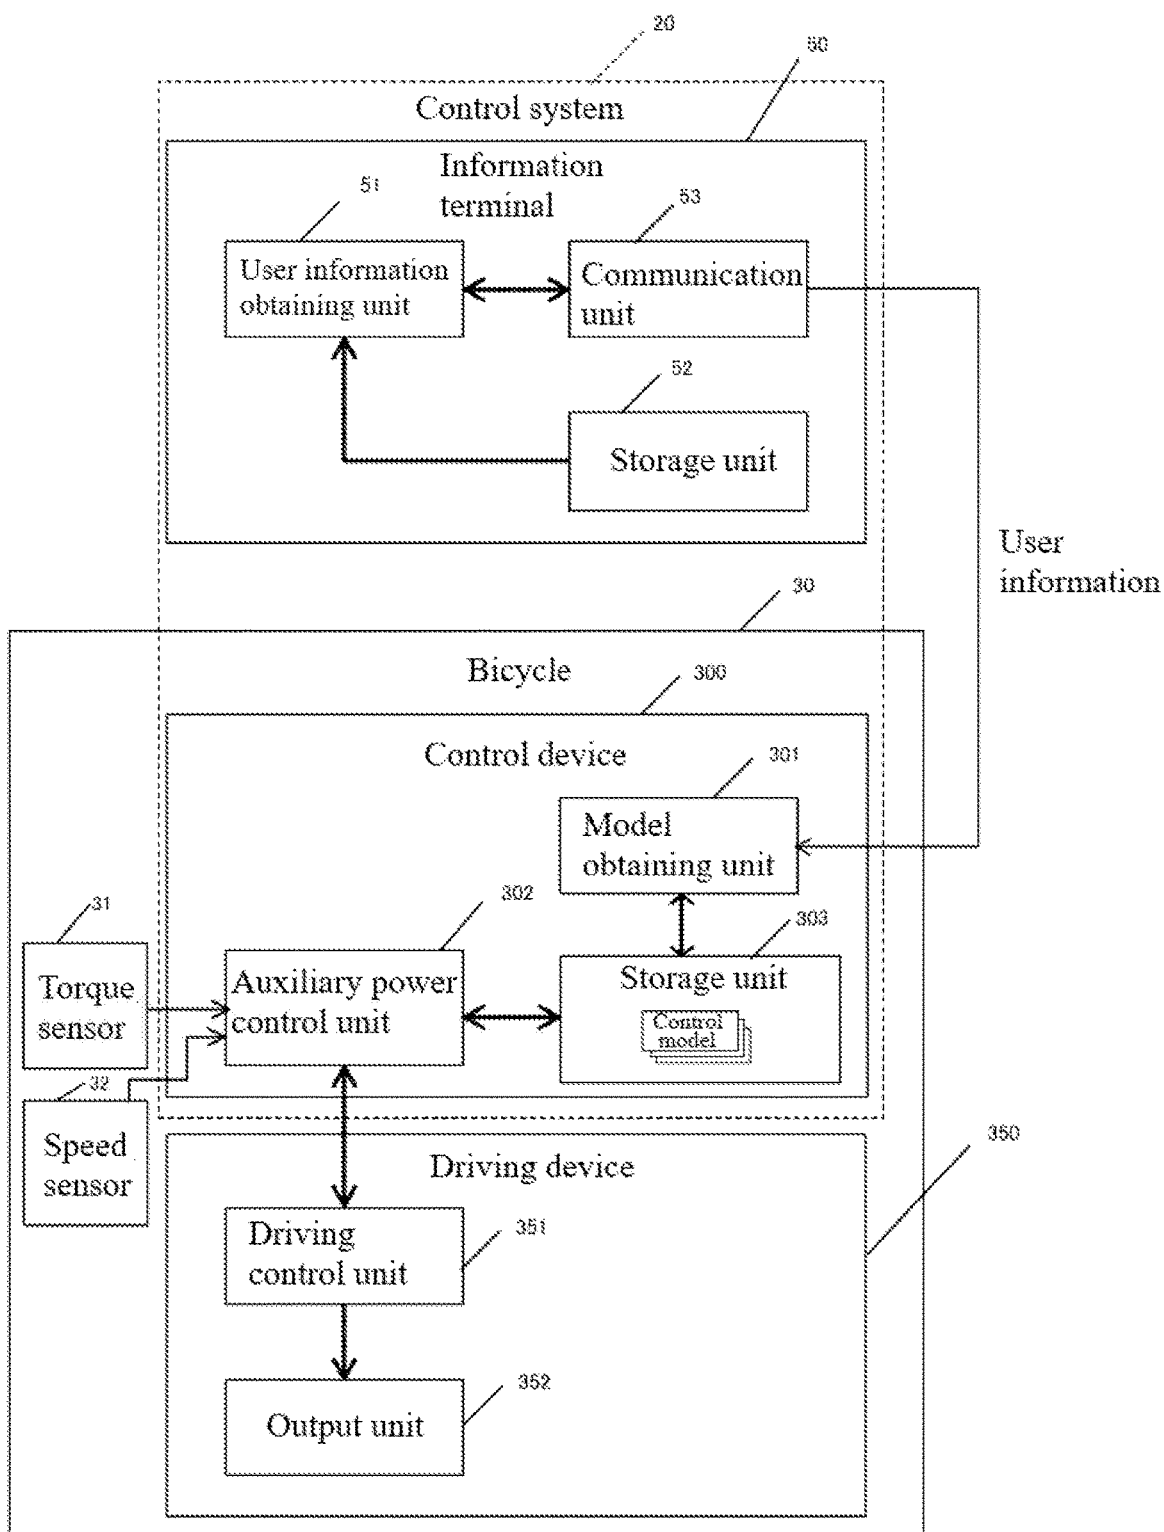 20
50
Control system
Information
terminal
51
53
User information
obtaining unit
Communication
unit
52
Storage unit
User
information
30
Bicycle
300
Control device
301
Model
obtaining unit
302
303
31
Torque
sensor
Auxiliary power
control unit
Storage unit
Control
model
32
Speed
sensor
350
Driving device
Driving
control unit
351
352
Output unit